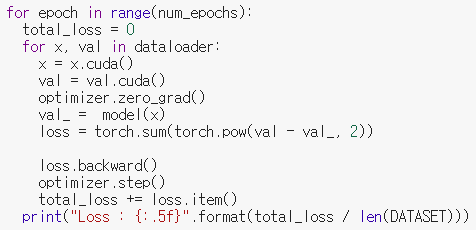 for epoch in range(num_epochs):
  total_loss = 0
  for x, val in dataloader:
    x = x.cuda()
    val = val.cuda()
    optimizer.zero_grad()
    val_ =  model(x)
    loss = torch.sum(torch.pow(val - val_, 2))

    loss.backward()
    optimizer.step()
    total_loss += loss.item()
  print("Loss : {:.5f}".format(total_loss / len(DATASET)))